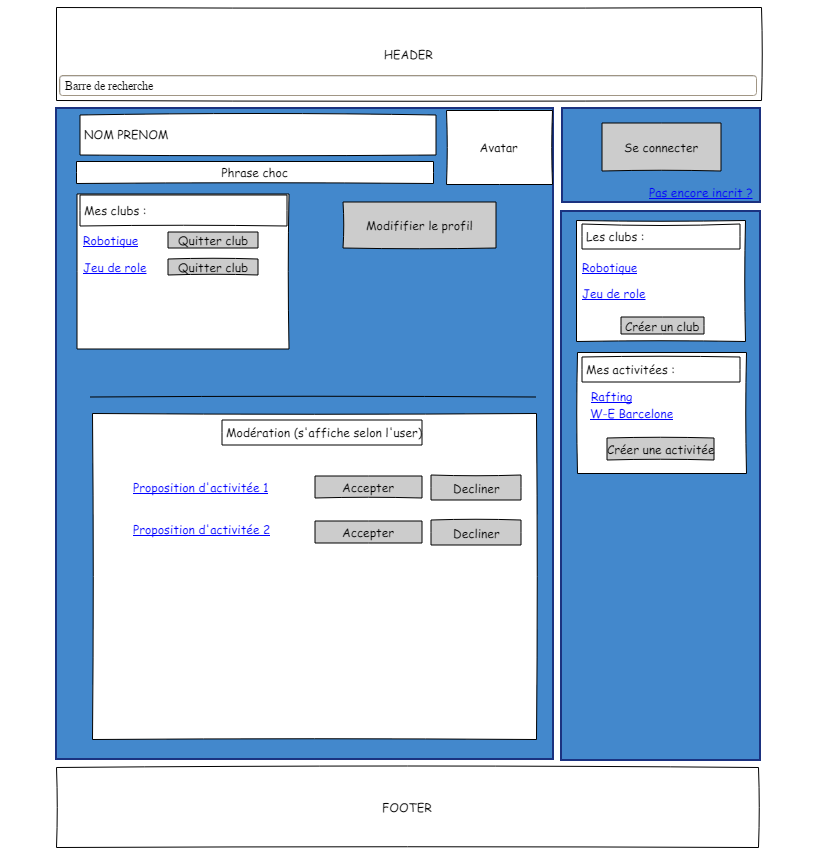 HEADER
Barre de recherche
NOM PRENOM
Avatar
Phrase choc
Mes clubs :
Robotique
Quitter club
Jeu de role
Quitter club
Modififier le profil
Modération (s'affiche selon l'user)
Proposition d'activitée 1
Accepter
Decliner
Proposition d'activitée 2
Accepter
Decliner
Se connecter
Pas encore incrit ?
Les clubs :
Robotique
Jeu de role
Créer un club
Mes activitées :
Rafting
W-E Barcelone
Créer une activitée
FOOTER